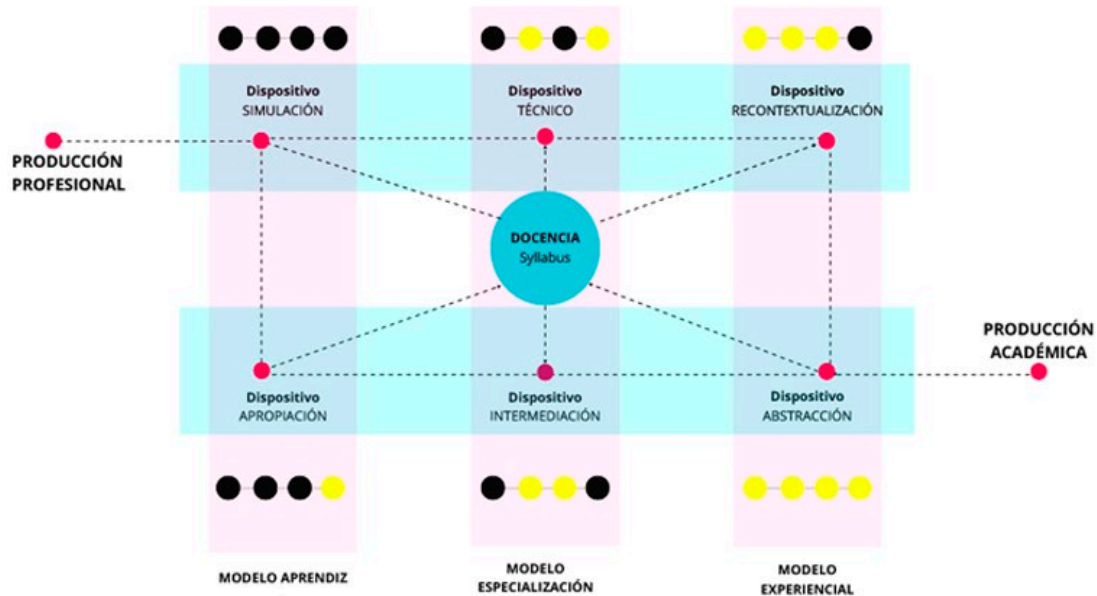 Dispositivo
SIMULACIÓN
Dispositivo
TÉCNICO
Dispositivo
RECONTEXTUALIZACIÓN
PRODUCCIÓN
PROFESIONAL
DOCENCIA
Syllabus
PRODUCCIÓN
ACADÉMICA
Dispositivo
APROPIACIÓN
Dispositivo
INTERMEDIACIÓN
Dispositivo
ABSTRACCIÓN
MODELO APRENDIZ
MODELO
ESPECIALIZACIÓN
MODELO
EXPERIENCIAL